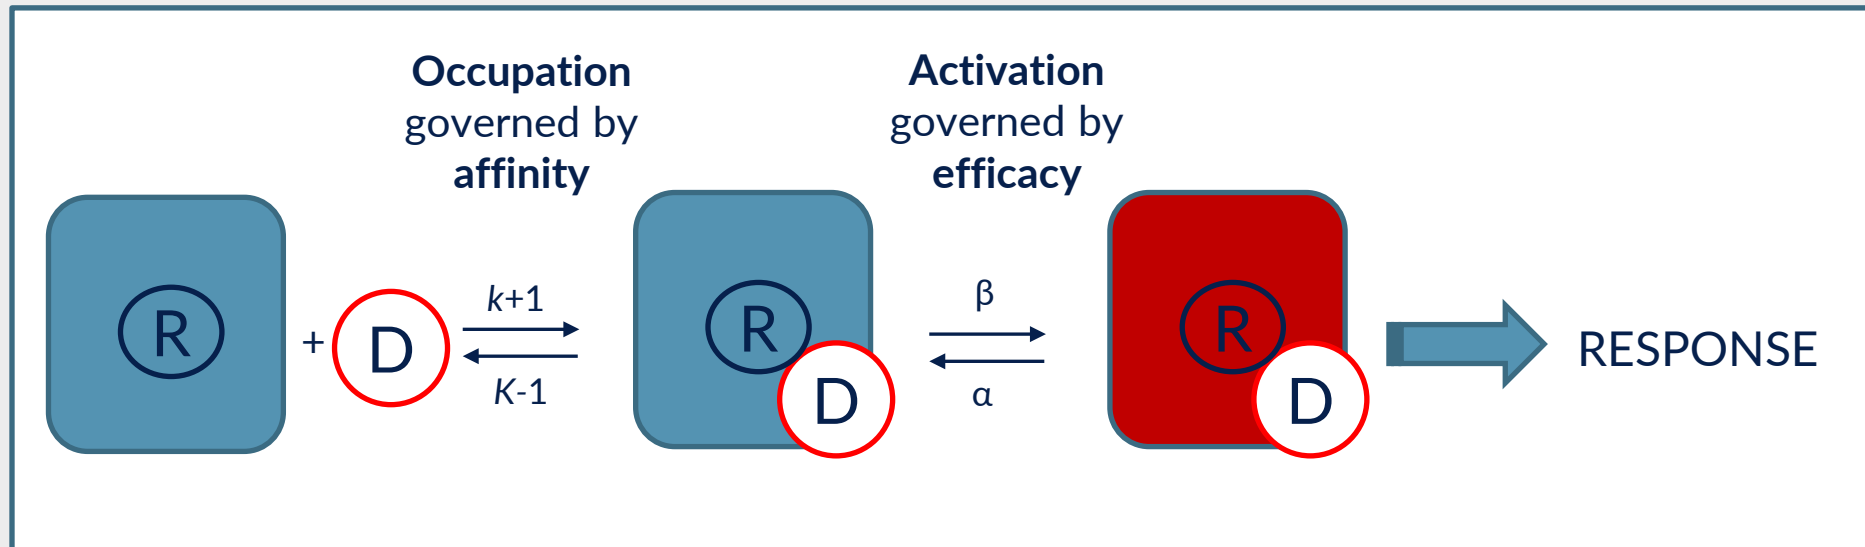 Occupation
governed by
affinity
Activation
governed by
efficacy
R
+
D
k+1
K-1
R
D
β
α
R
D
RESPONSE